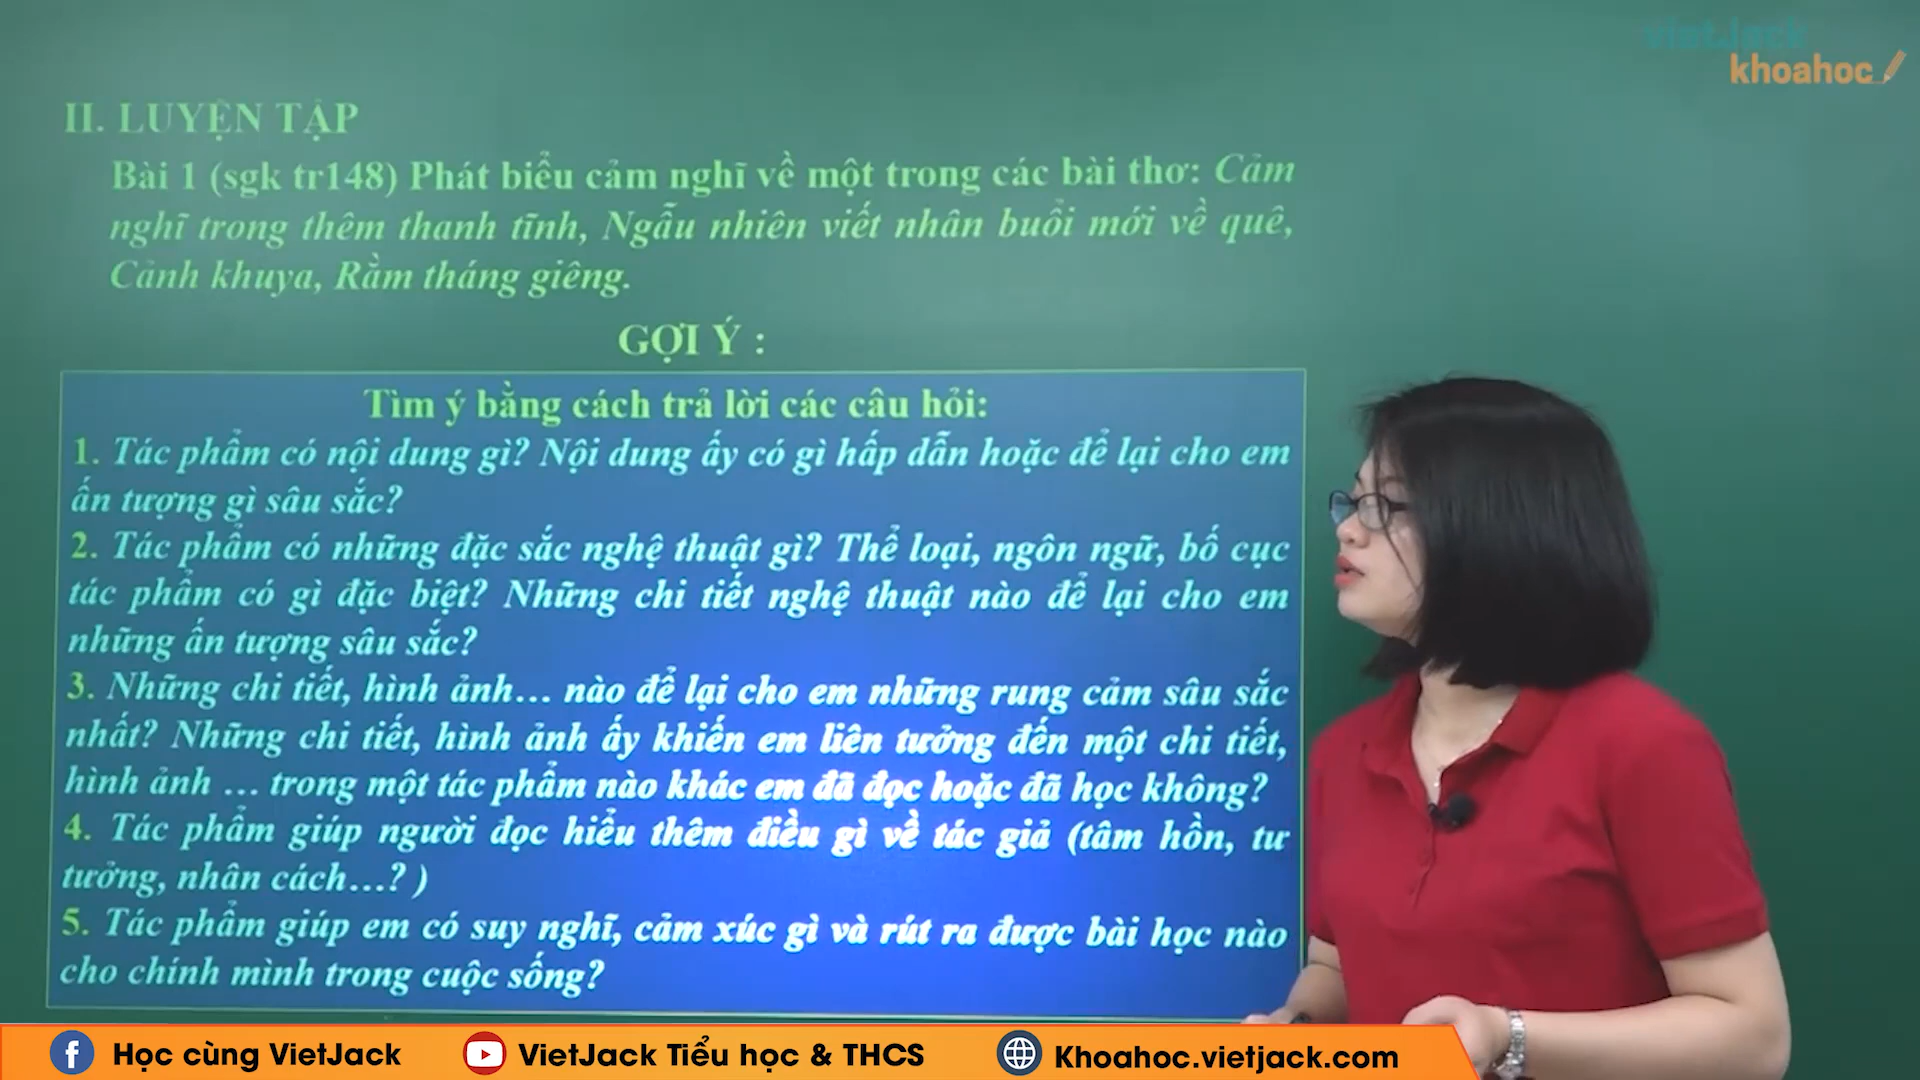 vietJack
khoahoc
II. LUYỆN TẬP
Bài 1 (sgk tr148) Phát biểu cảm nghĩ về một trong các bài thơ: Cảm
nghĩ trong thêm thanh tĩnh, Ngẫu nhiên viết nhân buổi mới về quê,
Cảnh khuya, Rằm tháng giêng.
GỢI Ý :
Tìm ý bằng cách trả lời các câu hỏi:
1. Tác phẩm có nội dung gì? Nội dung ấy có gì hấp dẫn hoặc để lại cho em
ấn tượng gì sâu sắc?
2. Tác phẩm có những đặc sắc nghệ thuật gì? Thể loại, ngôn ngữ, bố cục
tác phẩm có gì đặc biệt? Những chi tiết nghệ thuật nào để lại cho em
những ấn tượng sâu sắc?
3. Những chi tiết, hình ảnh... nào để lại cho em những rung cảm sâu sắc
nhất? Những chi tiết, hình ảnh ấy khiến em liên tưởng đến một chi tiết,
hình ảnh ... trong một tác phẩm nào khác em đã đọc hoặc đã học không?
4. Tác phẩm giúp người đọc hiểu thêm điều gì về tác giả (tâm hồn, tư
tưởng, nhân cách...? )
5. Tác phẩm giúp em có suy nghĩ, cảm xúc gì và rút ra được bài học nào
cho chính mình trong cuộc sống?
Học cùng VietJack
VietJack Tiểu học & THCS
Khoahoc.vietjack.com